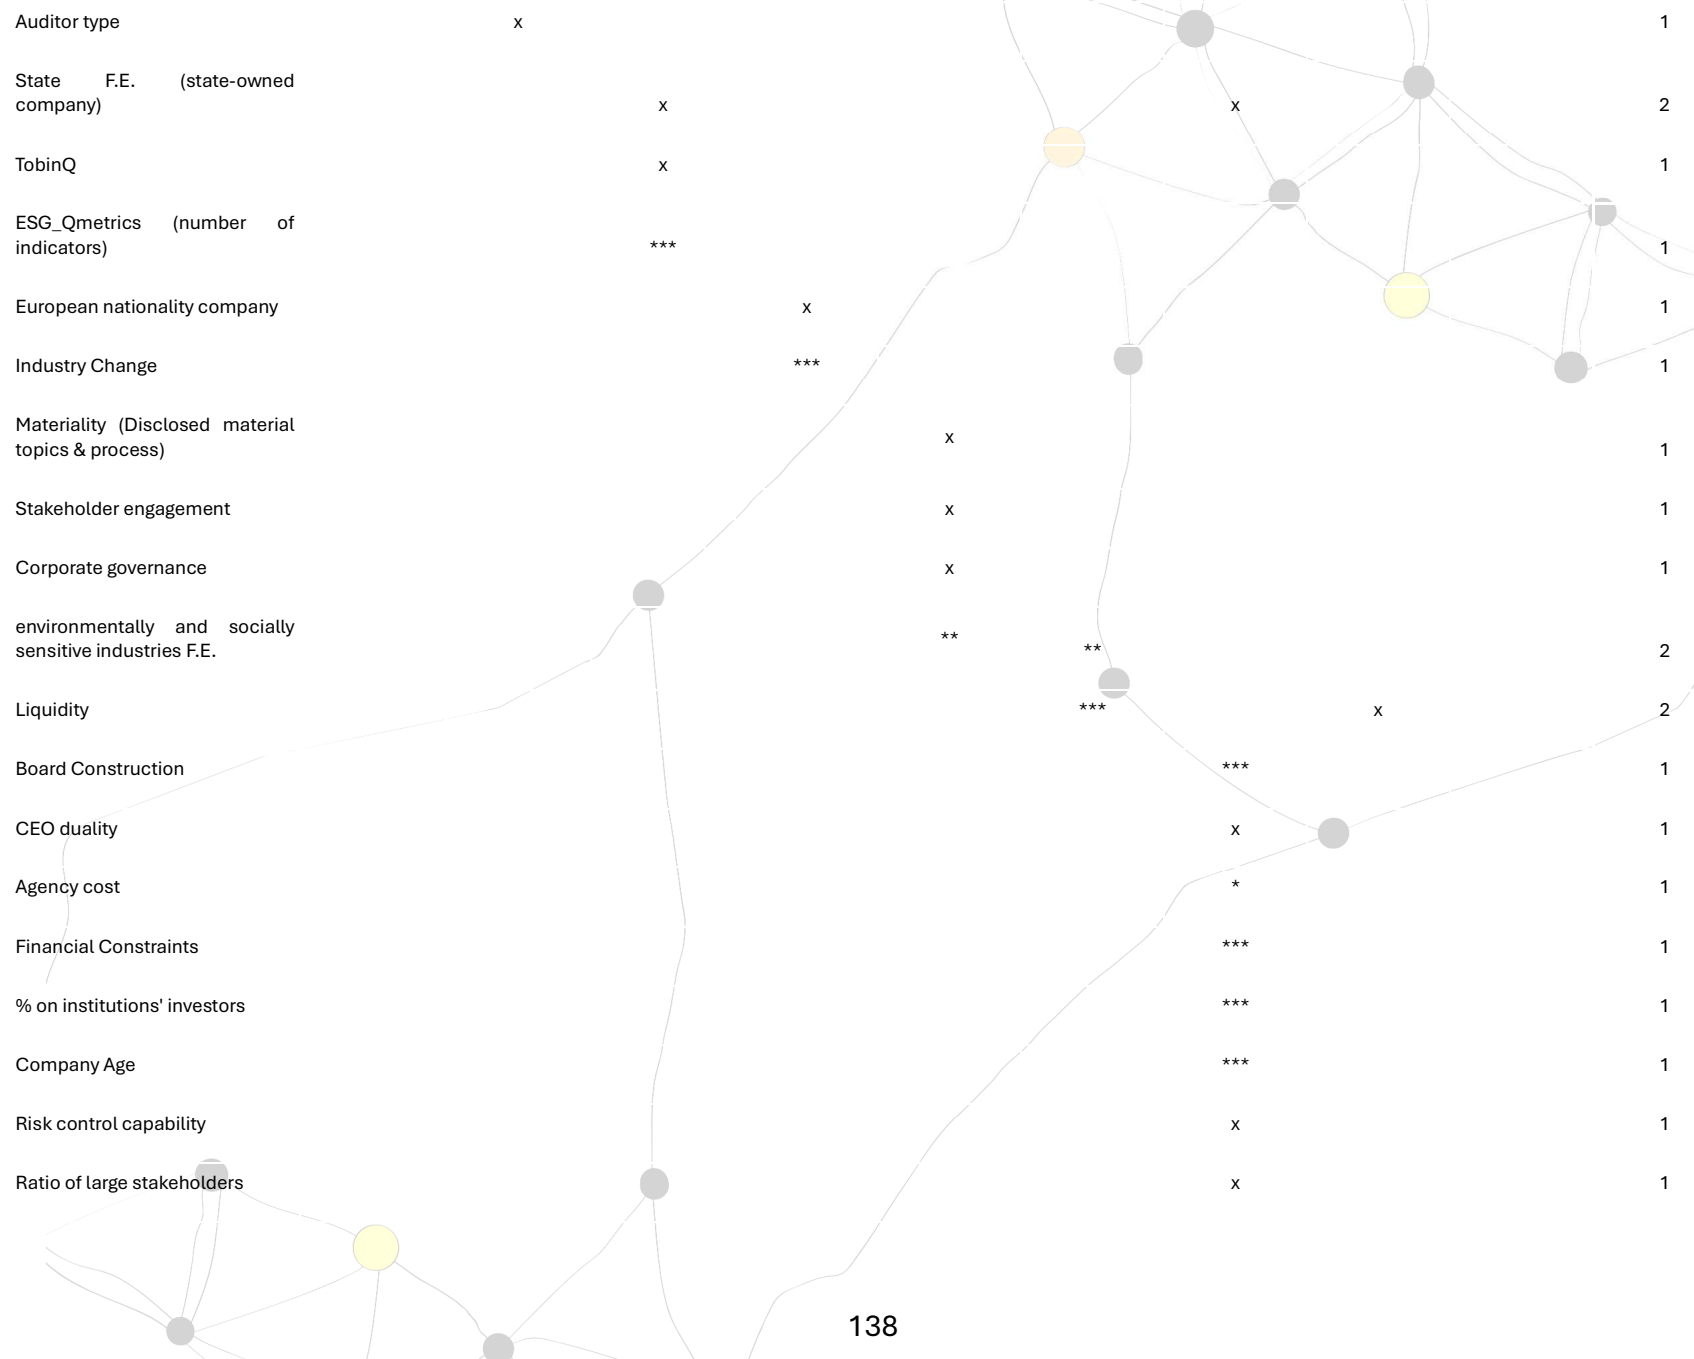 Auditor type x 1
State F.E. (state-owned
company) x x 2
TobinQ x 1
ESG_Qmetrics (number of
indicators) *** 1
European nationality company x 1
Industry Change *** 1
Materiality (Disclosed material
topics & process) x 1
Stakeholder engagement x 1
Corporate governance x 1
environmentally and socially
sensitive industries F.E. ** ** 2
Liquidity *** x 2
Board Construction *** 1
CEO duality x 1
Agency cost * 1
Financial Constraints *** 1
% on institutions' investors *** 1
Company Age *** 1
Risk control capability x 1
Ratio of large stakeholders x 1
138